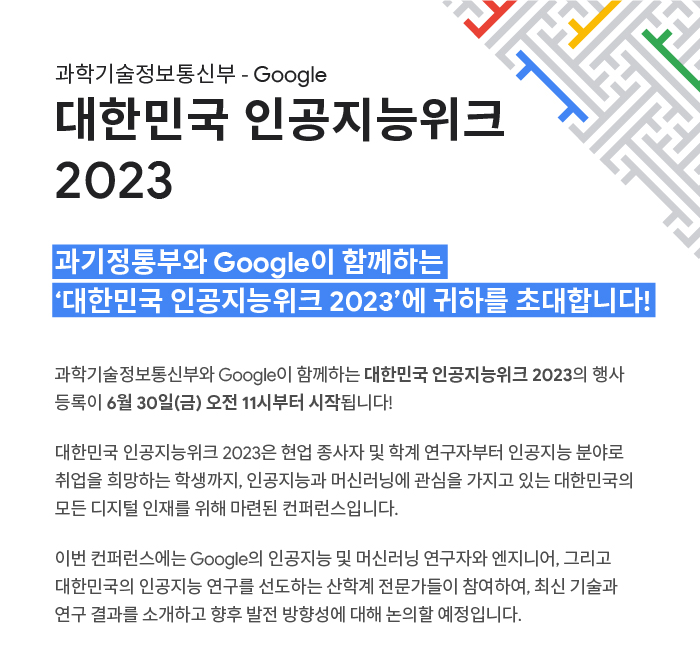 과학기술정보통신부 - Google
대한민국 인공지능위크
2023
과기정통부와 Google이 함께하는
‘대한민국 인공지능위크 2023’에 귀하를 초대합니다!
과학기술정보통신부와 Google이 함께하는 대한민국 인공지능위크 2023의 행사
등록이 6월 30일(금) 오전 11시부터 시작됩니다!
대한민국 인공지능위크 2023은 현업 종사자 및 학계 연구자부터 인공지능 분야로
취업을 희망하는 학생까지, 인공지능과 머신러닝에 관심을 가지고 있는 대한민국의
모든 디지털 인재를 위해 마련된 컨퍼런스입니다.
이번 컨퍼런스에는 Google의 인공지능 및 머신러닝 연구자와 엔지니어, 그리고
대한민국의 인공지능 연구를 선도하는 산학계 전문가들이 참여하여, 최신 기술과
연구 결과를 소개하고 향후 발전 방향성에 대해 논의할 예정입니다.